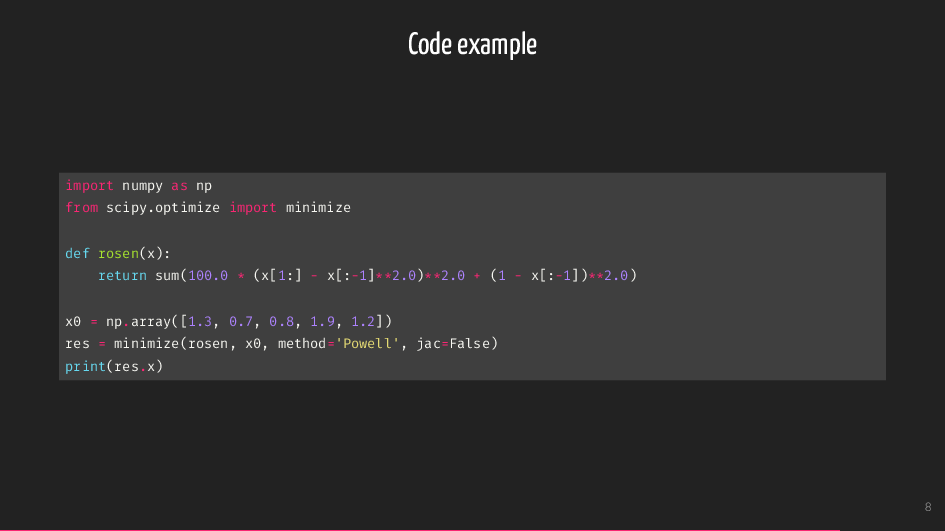 Code example
import numpy as np
from scipy.optimize import minimize
def rosen(x):
    return sum(100.0 * (x[1:] - x[:-1]**2.0)**2.0 + (1 - x[:-1])**2.0)
x0 = np.array([1.3, 0.7, 0.8, 1.9, 1.2])
res = minimize(rosen, x0, method='Powell', jac=False)
print(res.x)
8